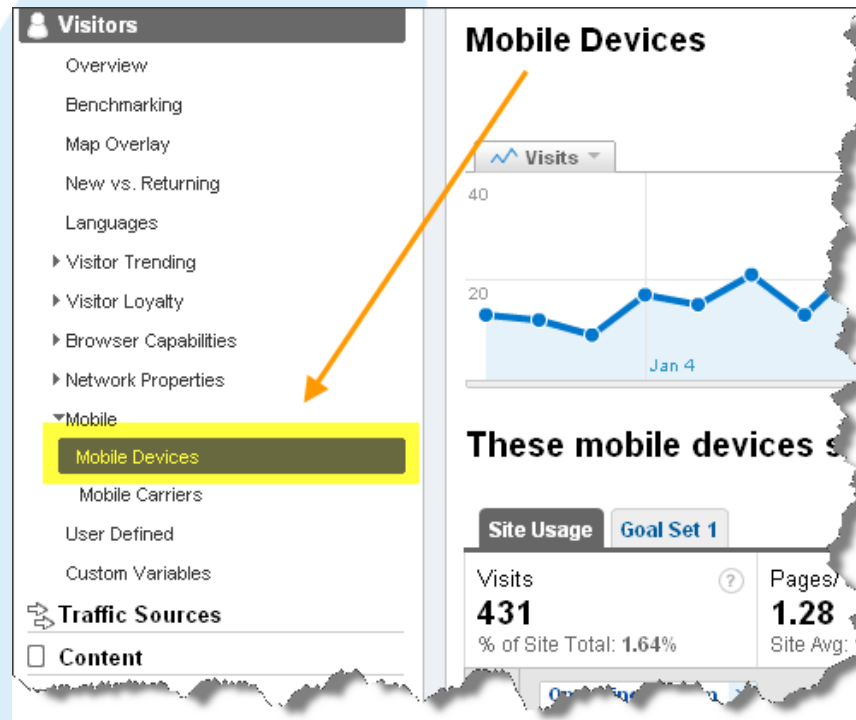 Visitors
Overview
Benchmarking
Map Overlay
New vs. Returning
Languages
Visitor Trending
Visitor Loyalty
Browser Capabilities
Network Properties
Mobile
Mobile Devices
Mobile Carriers
User Defined
Custom Variables
Traffic Sources
Content
Mobile Devices
Visits
40
20
Jan 4
These mobile devices
Site Usage Goal Set 1
Visits ? Pages/
431 1.28
% of Site Total: 1.64% Site Avg: